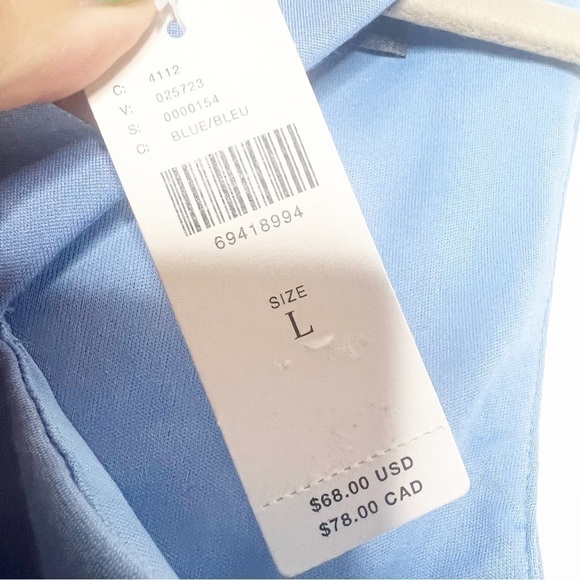 C: 4112
V: 025723
S: 0000154
C: BLUE/BLEU
69418994
SIZE
L
$68.00 USD
$78.00 CAD